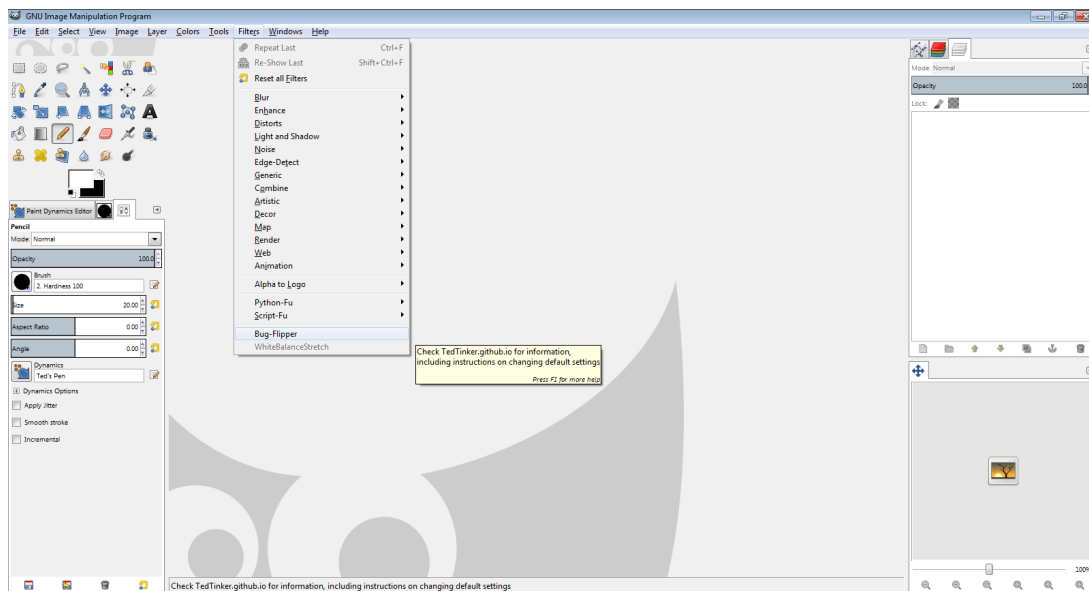 GNU Image Manipulation Program
File Edit Select View Image Layer Colors Tools Filters Windows Help
Repeat Last Ctrl+F
Re-Show Last Shift+Ctrl+F
Reset all Filters
Blur
Enhance
Distorts
Light and Shadow
Noise
Edge-Detect
Generic
Combine
Artistic
Decor
Map
Render
Web
Animation
Alpha to Logo
Python-Fu
Script-Fu
Bug-Flipper
WhiteBalanceStretch
Check TedTinker.github.io for information,
including instructions on changing default settings
Press F1 for more help
Paint Dynamics Editor
Pencil
Mode: Normal
Opacity 100.0
Brush
2. Hardness 100
Size 20.00
Aspect Ratio 0.00
Angle 0.00
Dynamics
Ted's Pen
Dynamics Options
Apply Jitter
Smooth stroke
Incremental
Mode: Normal
Opacity 100.0
Lock:
100%
Check TedTinker.github.io for information, including instructions on changing default settings